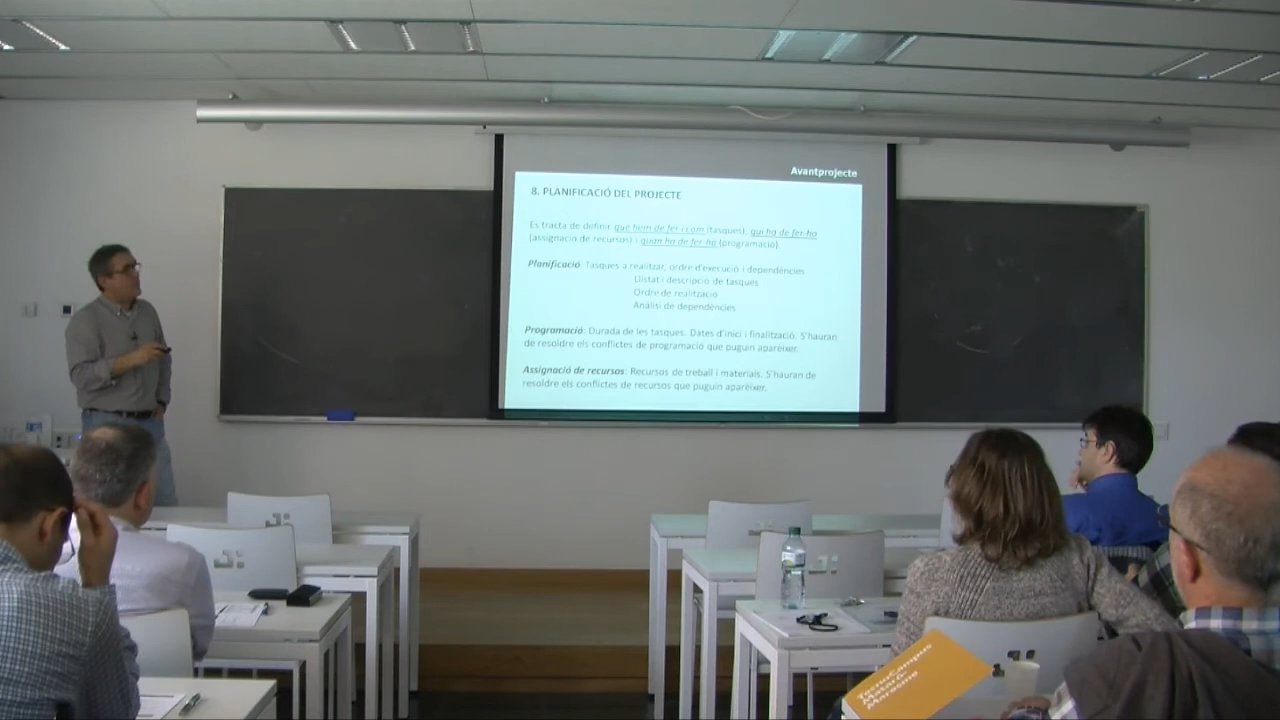 Avantprojecte
8. PLANIFICACIÓ DEL PROJECTE
Es tracta de definir que hem de fer i com (tasques), qui ha de fer-ho
(assignació de recursos) i quan ha de fer-ho (programació)
Planificació: Tasques a realitzar, ordre d'execució i dependències
Llistat i descripció de tasques
Ordre de realització
Anàlisi de dependències
Programació: Durada de les tasques. Dates d'inici i finalització. S'hauran
de resoldre els conflictes de programació que puguin aparèixer.
Assignació de recursos: Recursos de treball i materials. S'hauran de
resoldre els conflictes de recursos que puguin aparèixer.
TecnoCampus
Mataró-
Maresme